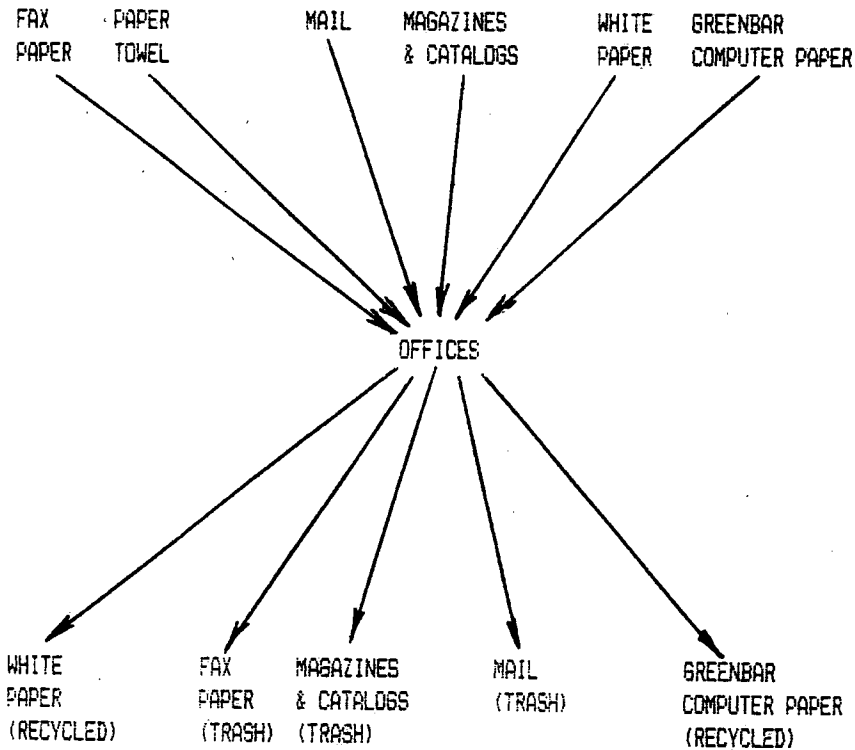 FAX
PAPER
PAPER
TOWEL
MAIL
MAGAZINES
& CATALOGS
WHITE
PAPER
GREENBAR
COMPUTER PAPER
OFFICES
WHITE
PAPER
(RECYCLED)
FAX
PAPER
(TRASH)
MAGAZINES
& CATALOGS
(TRASH)
MAIL
(TRASH)
GREENBAR
COMPUTER PAPER
(RECYCLED)